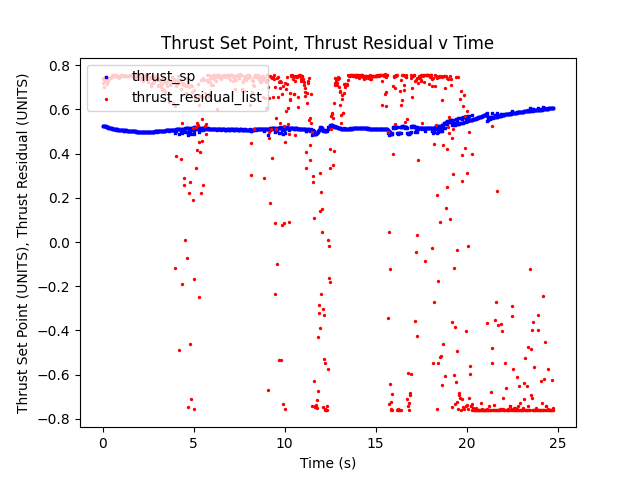 Thrust Set Point, Thrust Residual v Time
0.8
0.6
0.4
0.2
0.0
−0.2
−0.4
−0.6
−0.8
Thrust Set Point (UNITS), Thrust Residual (UNITS)
thrust_sp
thrust_residual_list
0 5 10 15 20 25
Time (s)